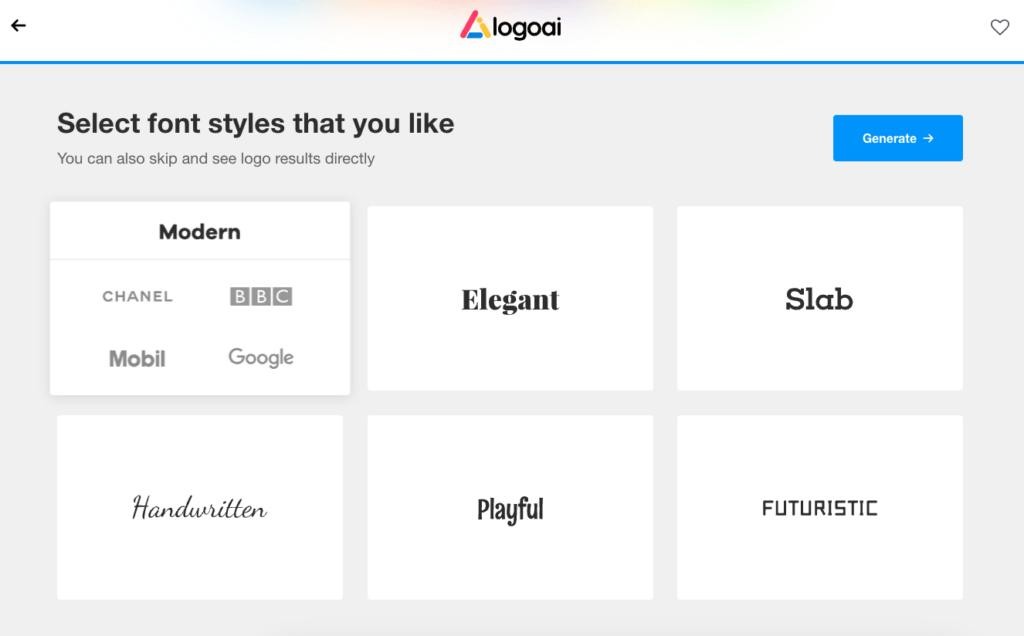 logoai
Select font styles that you like
You can also skip and see logo results directly
Generate →
Modern
CHANEL
BBC
Mobil
Google
Elegant
Slab
Handwritten
Playful
FUTURISTIC